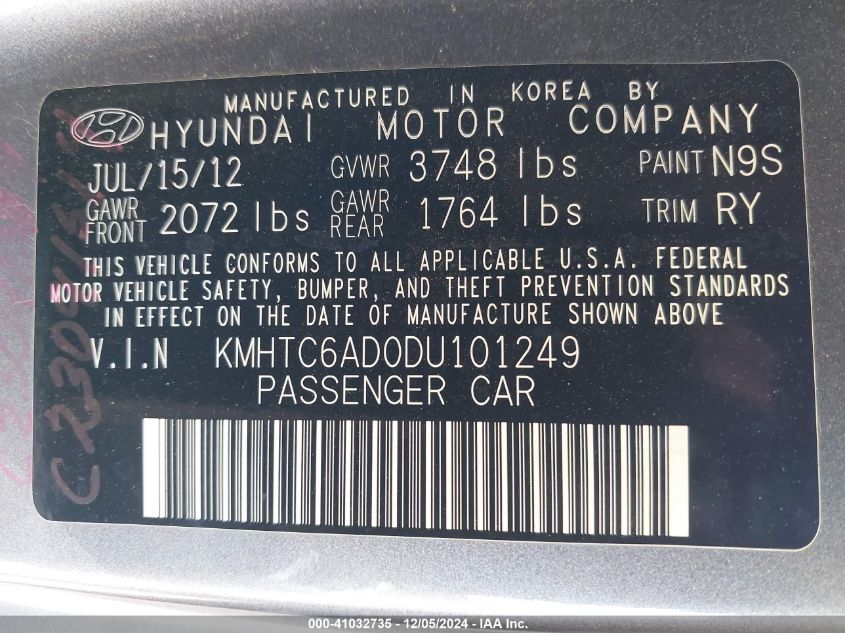 MANUFACTURED IN KOREA BY
HYUNDAI MOTOR COMPANY
JUL/15/12 GVWR 3748 lbs PAINT N9S
GAWR FRONT 2072 lbs GAWR REAR 1764 lbs TRIM RY
THIS VEHICLE CONFORMS TO ALL APPLICABLE U.S.A. FEDERAL
MOTOR VEHICLE SAFETY, BUMPER, AND THEFT PREVENTION STANDARDS
IN EFFECT ON THE DATE OF MANUFACTURE SHOWN ABOVE
V.I.N KMHTC6AD0DU101249
PASSENGER CAR
000-41032735 - 12/05/2024 - IAA Inc.